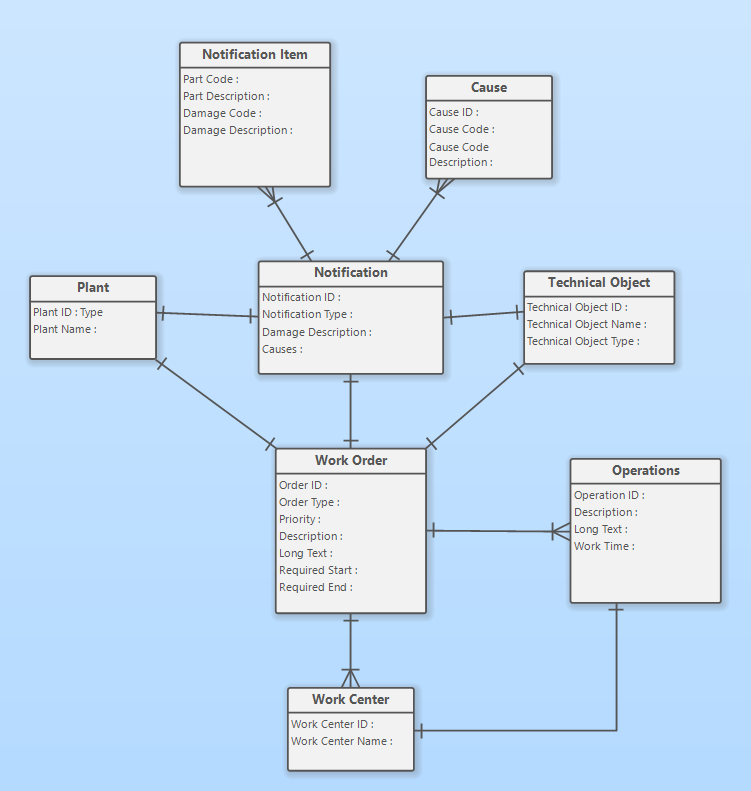 Notification Item
Part Code :
Part Description :
Damage Code :
Damage Description :
Cause
Cause ID :
Cause Code :
Cause Code
Description :
Plant
Plant ID : Type
Plant Name :
Notification
Notification ID :
Notification Type :
Damage Description :
Causes :
Technical Object
Technical Object ID :
Technical Object Name :
Technical Object Type :
Work Order
Order ID :
Order Type :
Priority :
Description :
Long Text :
Required Start :
Required End :
Operations
Operation ID :
Description :
Long Text :
Work Time :
Work Center
Work Center ID :
Work Center Name :